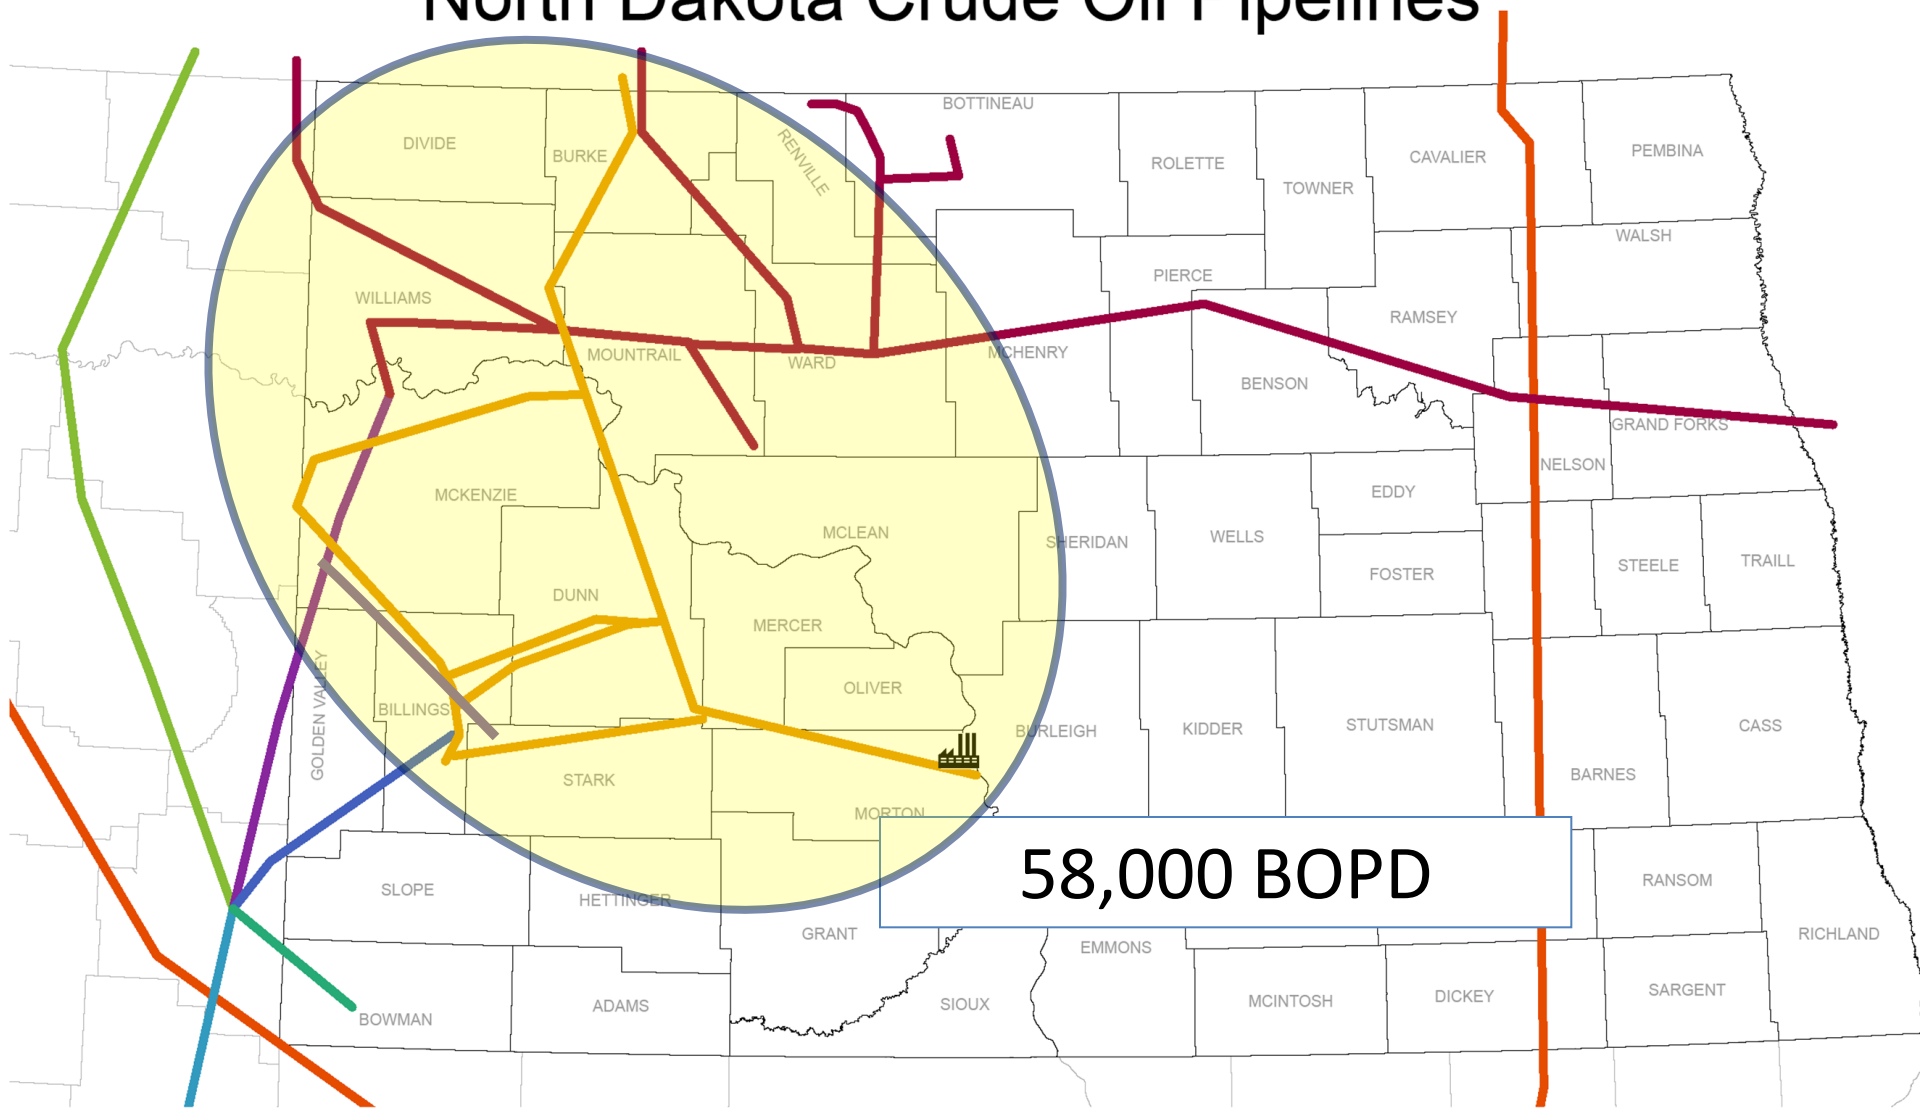 North Dakota Crude Oil Pipelines
BOTTINEAU
DIVIDE
BURKE
RENVILLE
ROLETTE
TOWNER
CAVALIER
PEMBINA
WALSH
WILLIAMS
PIERCE
RAMSEY
MOUNTRAIL
WARD
MCHENRY
BENSON
GRAND FORKS
NELSON
MCKENZIE
EDDY
MCLEAN
SHERIDAN
WELLS
FOSTER
STEELE
TRAILL
DUNN
MERCER
GOLDEN VALLEY
BILLINGS
OLIVER
BURLEIGH
KIDDER
STUTSMAN
CASS
STARK
BARNES
MORTON
58,000 BOPD
SLOPE
HETTINGER
RANSOM
GRANT
EMMONS
RICHLAND
BOWMAN
ADAMS
SIOUX
MCINTOSH
DICKEY
SARGENT